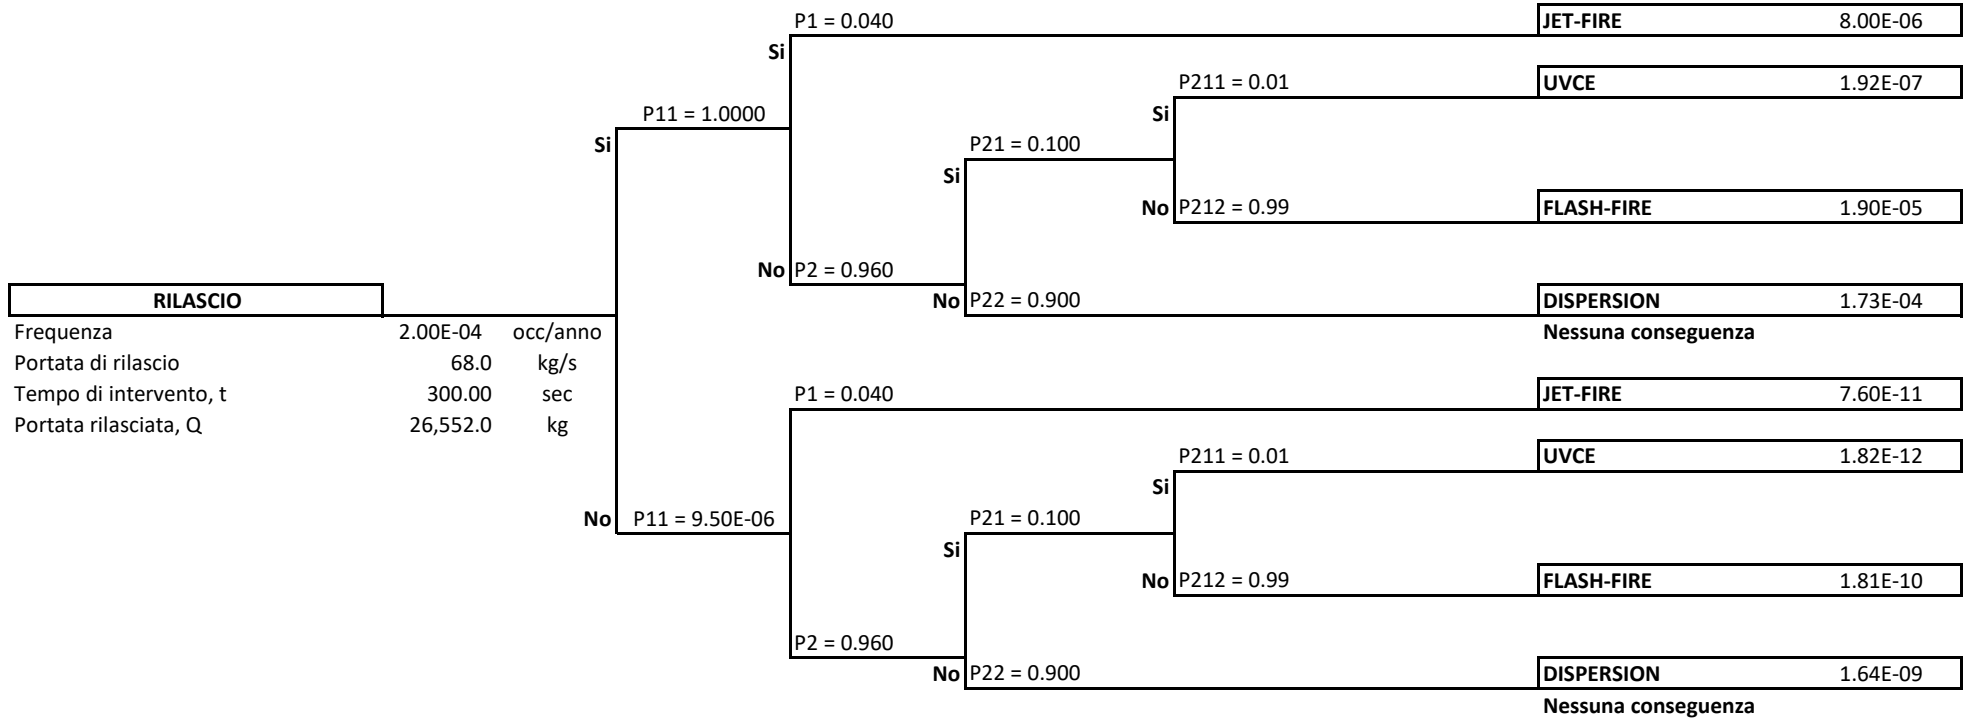 P1 = 0.040 JET-FIRE 8.00E-06
Si
P211 = 0.01 UVCE 1.92E-07
P11 = 1.0000 Si
Si P21 = 0.100
Si
No P212 = 0.99 FLASH-FIRE 1.90E-05
No P2 = 0.960
RILASCIO No P22 = 0.900 DISPERSION 1.73E-04
Frequenza 2.00E-04 occ/anno Nessuna conseguenza
Portata di rilascio 68.0 kg/s
Tempo di intervento, t 300.00 sec P1 = 0.040 JET-FIRE 7.60E-11
Portata rilasciata, Q 26,552.0 kg
P211 = 0.01 UVCE 1.82E-12
Si
No P11 = 9.50E-06 P21 = 0.100
Si
No P212 = 0.99 FLASH-FIRE 1.81E-10
P2 = 0.960
No P22 = 0.900 DISPERSION 1.64E-09
Nessuna conseguenza